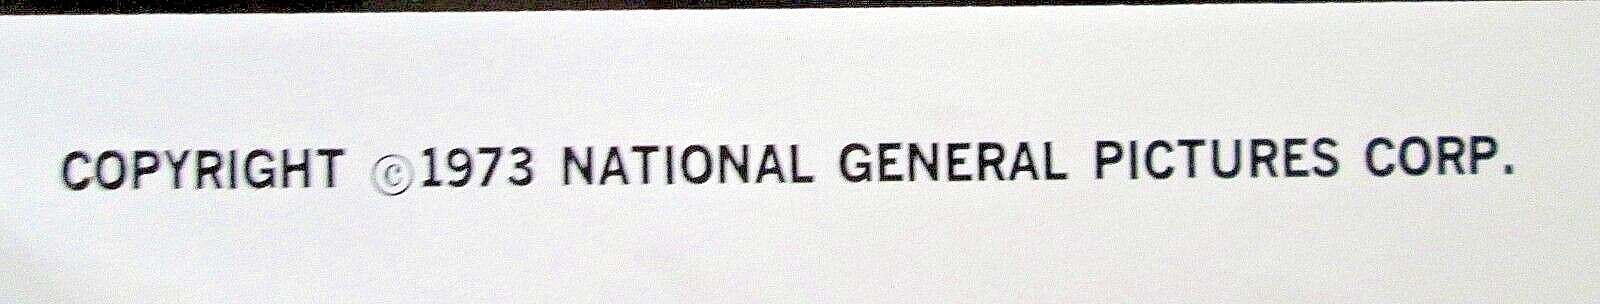 COPYRIGHT ©1973 NATIONAL GENERAL PICTURES CORP.